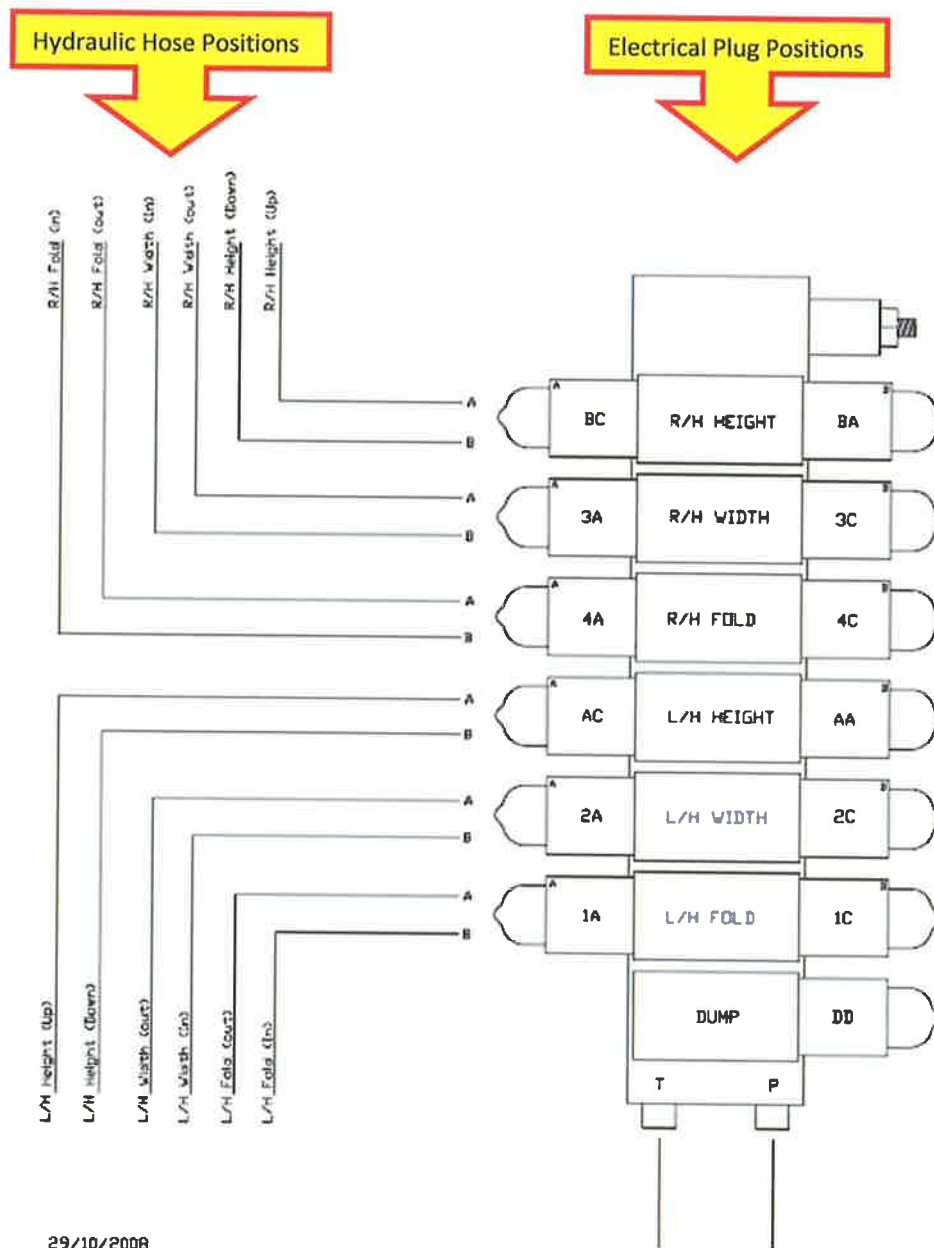 Hydraulic Hose Positions
Electrical Plug Positions
R/H Fold (in)
R/H Fold (out)
R/H Width (in)
R/H Width (out)
R/H Height (Down)
R/H Height (Up)
A
B
A
B
A
B
A
B
A
B
A
B
L/H Height (Up)
L/H Height (Down)
L/H Width (out)
L/H Width (in)
L/H Fold (out)
L/H Fold (in)
A BC R/H HEIGHT BA B
A 3A R/H WIDTH 3C B
A 4A R/H FOLD 4C B
A AC L/H HEIGHT AA B
A 2A L/H WIDTH 2C B
A 1A L/H FOLD 1C B
DUMP DD
T P
29/10/2008